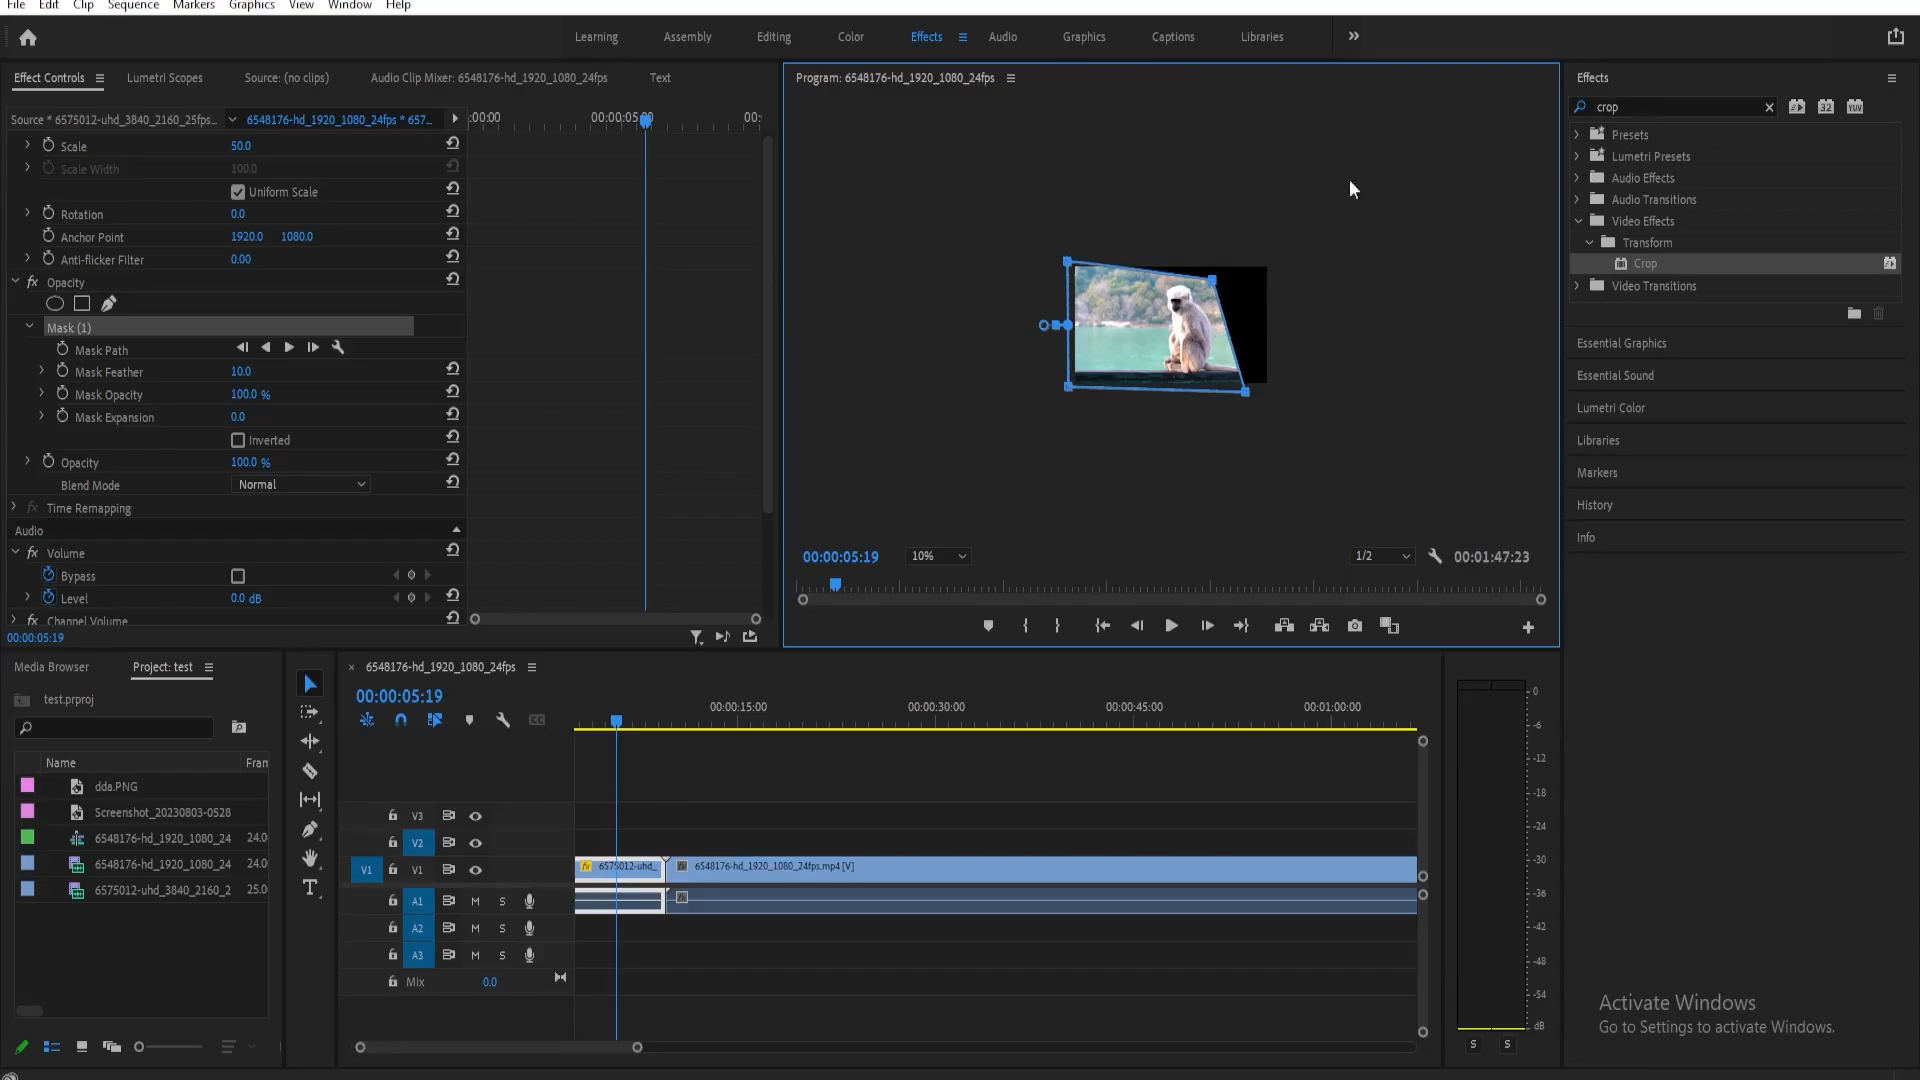 File Edit Clip Sequence Markers Graphics View Window Help
Learning Assembly Editing Color Effects Audio Graphics Captions Libraries
Effect Controls Lumetri Scopes Source: (no clips) Audio Clip Mixer: 6548176-hd_1920_1080_24fps Text
Source * 6575012-uhd_3840_2160_25fps... 6548176-hd_1920_1080_24fps * 657...
:00:00 00:00:05:00 00:
Scale 50.0
Scale Width 100.0
Uniform Scale
Rotation 0.0
Anchor Point 1920.0 1080.0
Anti-flicker Filter 0.00
fx Opacity
Mask (1)
Mask Path
Mask Feather 10.0
Mask Opacity 100.0 %
Mask Expansion 0.0
Inverted
Opacity 100.0 %
Blend Mode Normal
fx Time Remapping
Audio
fx Volume
Bypass
Level 0.0 dB
fx Channel Volume
00:00:05:19
Program: 6548176-hd_1920_1080_24fps
00:00:05:19 10% 1/2 00:01:47:23
Effects
crop
32 YUV
Presets
Lumetri Presets
Audio Effects
Audio Transitions
Video Effects
Transform
Crop
Video Transitions
Essential Graphics
Essential Sound
Lumetri Color
Libraries
Markers
History
Info
Media Browser Project: test
test.prproj
Name Fran
dda.PNG
Screenshot_20230803-0528
6548176-hd_1920_1080_24 24.0
6548176-hd_1920_1080_24 24.0
6575012-uhd_3840_2160_2 25.0
T
× 6548176-hd_1920_1080_24fps
00:00:05:19
CC
00:00:15:00 00:00:30:00 00:00:45:00 00:01:00:00
V3
V2
V1 V1 fx 6575012-uhd_ fx 6548176-hd_1920_1080_24fps.mp4 [V]
A1 M S fx
A2 M S
A3 M S
Mix 0.0
0
-6
-12
-18
-24
-30
-36
-42
-48
-54
dB
S S
Activate Windows
Go to Settings to activate Windows.